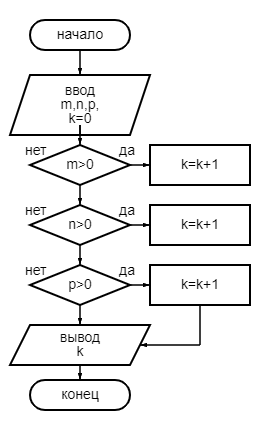 начало
ввод
m,n,p,
k=0
нет
да
m>0
k=k+1
нет
да
n>0
k=k+1
нет
да
p>0
k=k+1
вывод
k
конец